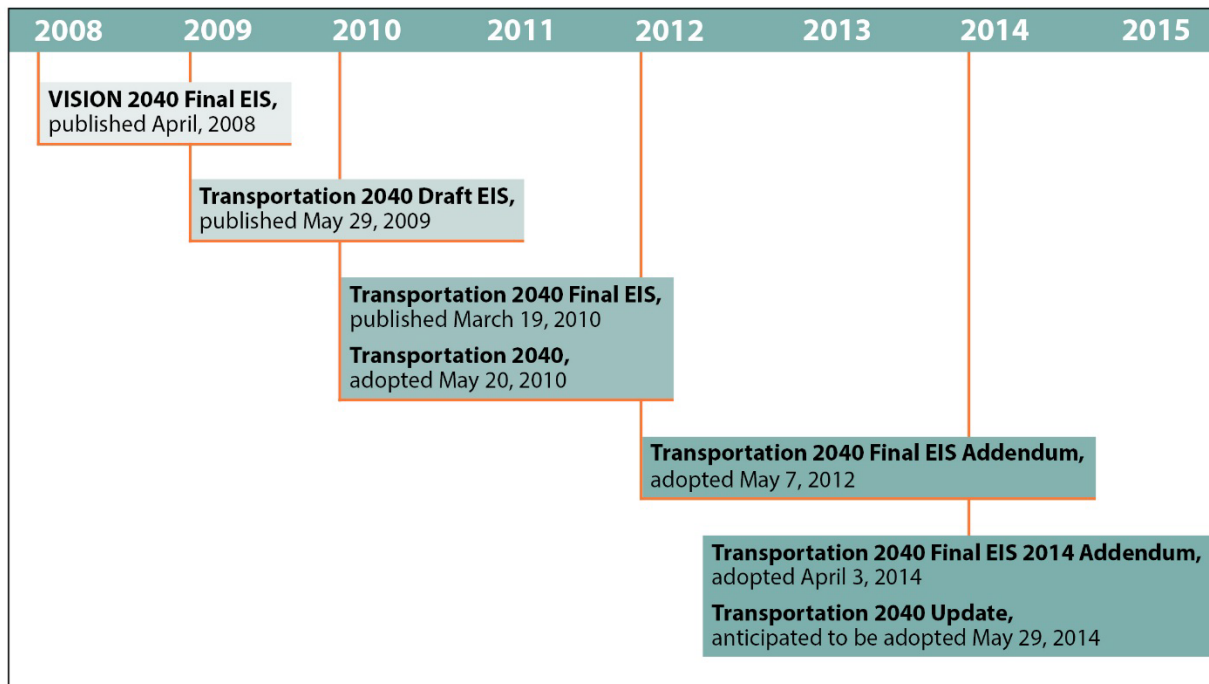 2008 2009 2010 2011 2012 2013 2014 2015
VISION 2040 Final EIS,
published April, 2008
Transportation 2040 Draft EIS,
published May 29, 2009
Transportation 2040 Final EIS,
published March 19, 2010
Transportation 2040,
adopted May 20, 2010
Transportation 2040 Final EIS Addendum,
adopted May 7, 2012
Transportation 2040 Final EIS 2014 Addendum,
adopted April 3, 2014
Transportation 2040 Update,
anticipated to be adopted May 29, 2014